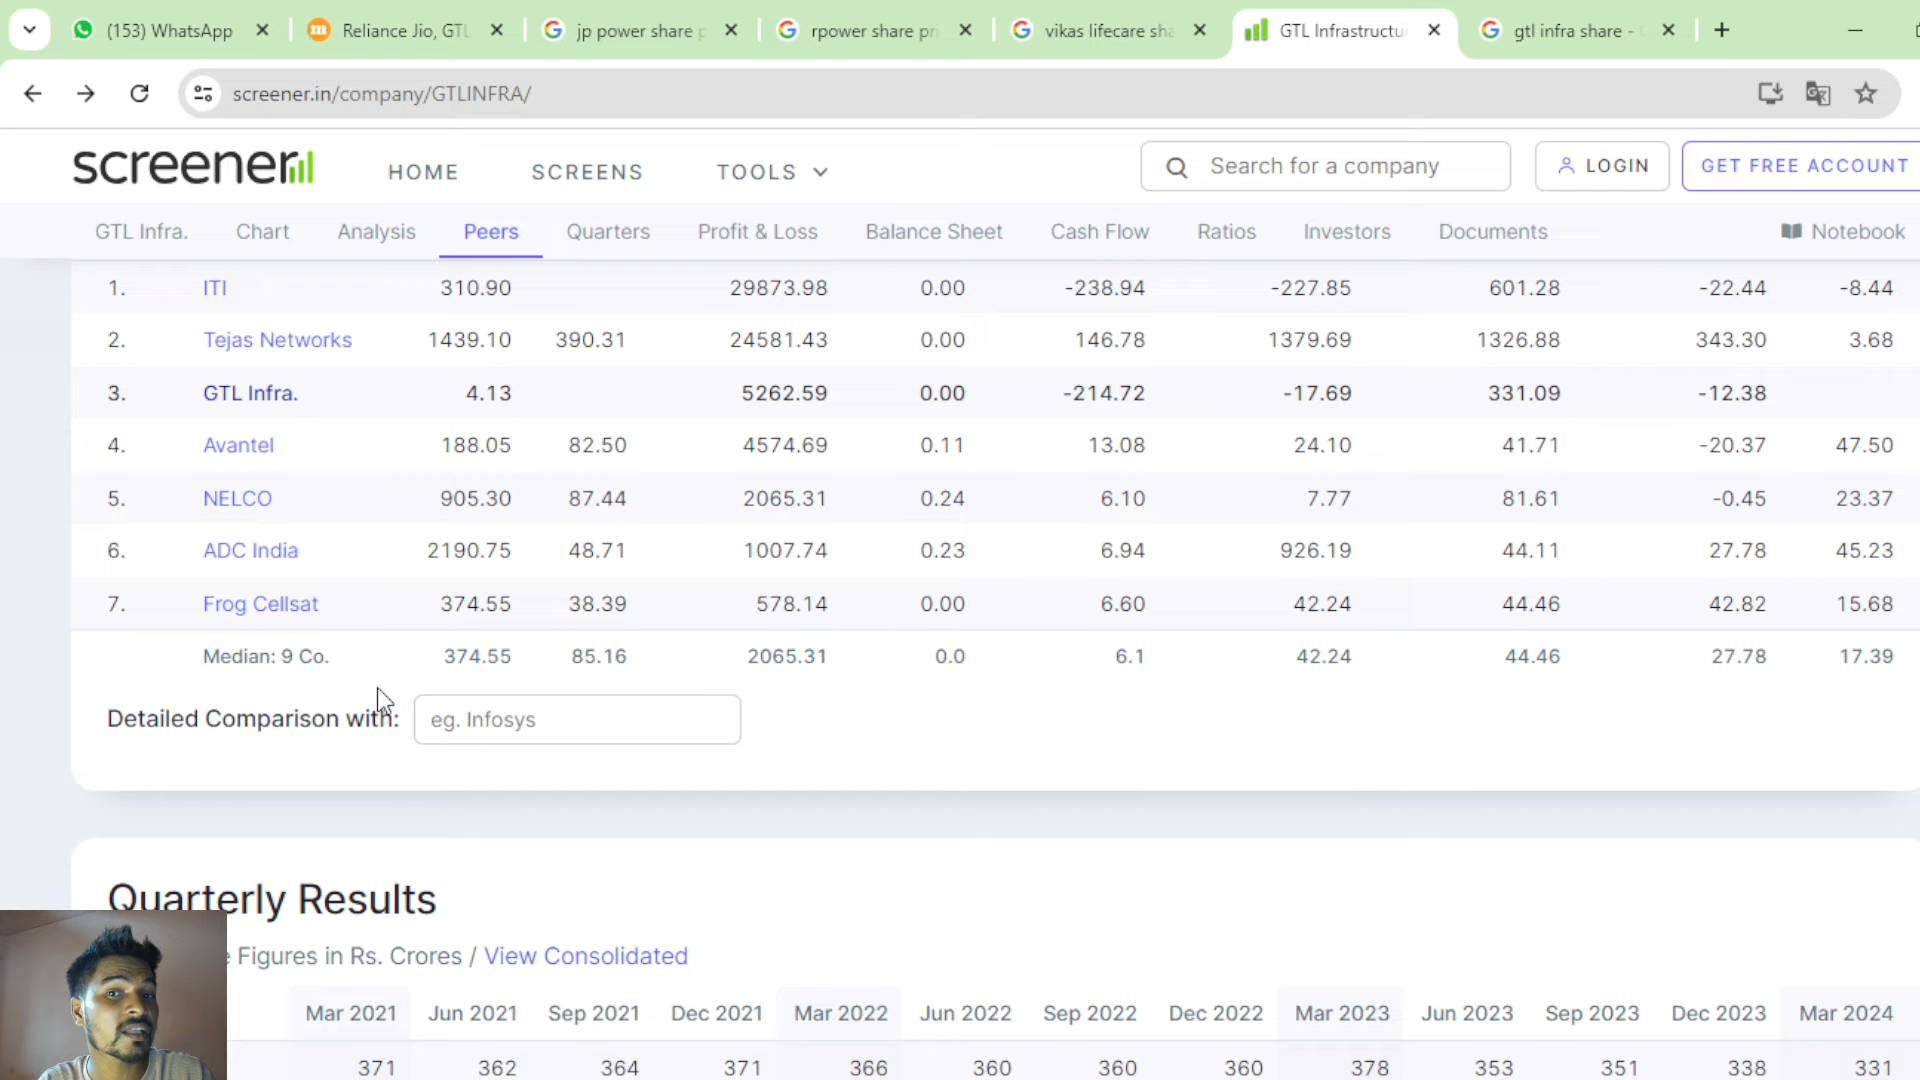 (153) WhatsApp
Reliance Jio, GTL
jp power share p
rpower share pri
vikas lifecare sha
GTL Infrastructu
gtl infra share -
screener.in/company/GTLINFRA/
screener
HOME
SCREENS
TOOLS
Search for a company
LOGIN
GET FREE ACCOUNT
GTL Infra.
Chart
Analysis
Peers
Quarters
Profit & Loss
Balance Sheet
Cash Flow
Ratios
Investors
Documents
Notebook
1. ITI 310.90 29873.98 0.00 -238.94 -227.85 601.28 -22.44 -8.44
2. Tejas Networks 1439.10 390.31 24581.43 0.00 146.78 1379.69 1326.88 343.30 3.68
3. GTL Infra. 4.13 5262.59 0.00 -214.72 -17.69 331.09 -12.38
4. Avantel 188.05 82.50 4574.69 0.11 13.08 24.10 41.71 -20.37 47.50
5. NELCO 905.30 87.44 2065.31 0.24 6.10 7.77 81.61 -0.45 23.37
6. ADC India 2190.75 48.71 1007.74 0.23 6.94 926.19 44.11 27.78 45.23
7. Frog Cellsat 374.55 38.39 578.14 0.00 6.60 42.24 44.46 42.82 15.68
Median: 9 Co. 374.55 85.16 2065.31 0.0 6.1 42.24 44.46 27.78 17.39
Detailed Comparison with: eg. Infosys
Quarterly Results
e Figures in Rs. Crores / View Consolidated
Mar 2021 Jun 2021 Sep 2021 Dec 2021 Mar 2022 Jun 2022 Sep 2022 Dec 2022 Mar 2023 Jun 2023 Sep 2023 Dec 2023 Mar 2024
371 362 364 371 366 360 360 360 378 353 351 338 331